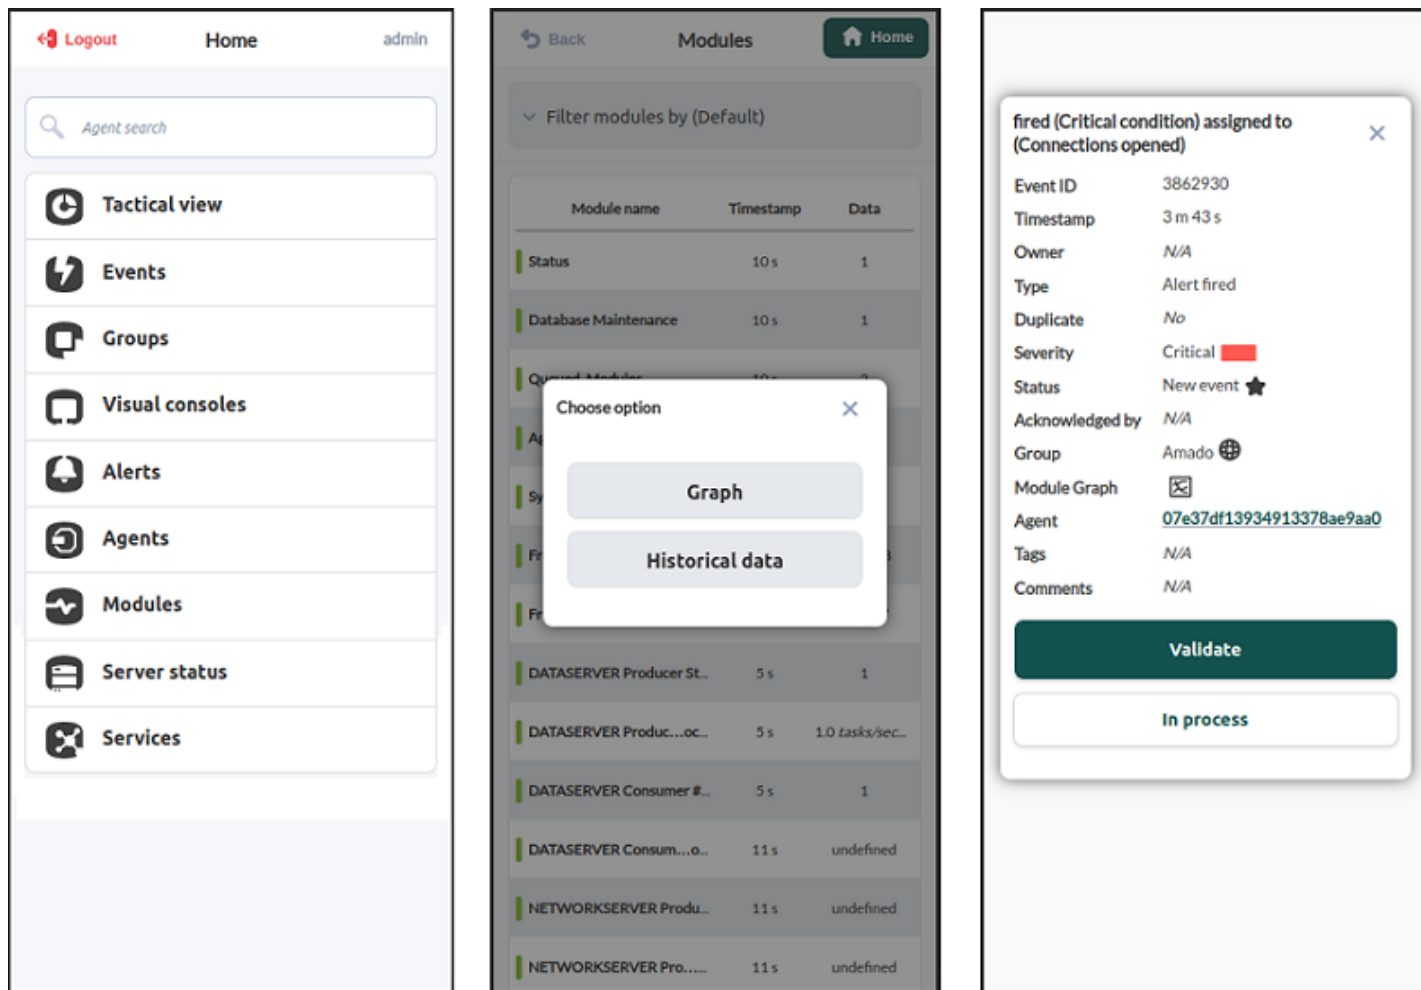 Logout Home admin
Agent search
Tactical view
Events
Groups
Visual consoles
Alerts
Agents
Modules
Server status
Services
Back Modules Home
Filter modules by (Default)
Module name Timestamp Data
Status 10 s 1
Database Maintenance 10 s 1
Choose option
Graph
Historical data
DATASERVER Producer St... 5 s 1
DATASERVER Produc...oc... 5 s 1.0 tasks/sec...
DATASERVER Consumer #... 5 s 1
DATASERVER Consum...o... 11 s undefined
NETWORKSERVER Produ... 11 s undefined
NETWORKSERVER Pro...... 11 s undefined
fired (Critical condition) assigned to
(Connections opened)
Event ID 3862930
Timestamp 3 m 43 s
Owner N/A
Type Alert fired
Duplicate No
Severity Critical
Status New event
Acknowledged by N/A
Group Amado
Module Graph
Agent 07e37df13934913378ae9aa0
Tags N/A
Comments N/A
Validate
In process